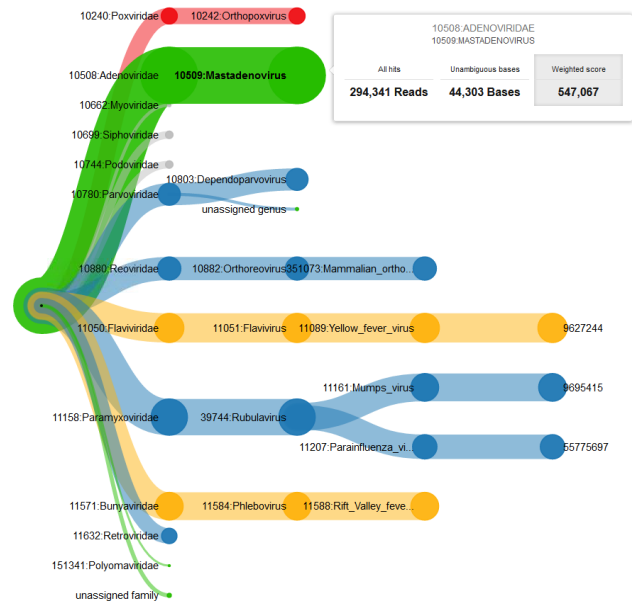 10240:Poxviridae 10242:Orthopoxvirus
10508:ADENOVIRIDAE
10509:MASTADENOVIRUS
All hits Unambiguous bases Weighted score
294,341 Reads 44,303 Bases 547,067
10508:Adenoviridae 10509:Mastadenovirus
10662:Myoviridae
10699:Siphoviridae
10744:Podoviridae
10803:Dependoparvovirus
10780:Parvoviridae
unassigned genus
10880:Reoviridae 10882:Orthoreovirus 351073:Mammalian_ortho...
11050:Flaviviridae 11051:Flavivirus 11089:Yellow_fever_virus 9627244
11161:Mumps_virus 9695415
11158:Paramyxoviridae 39744:Rubulavirus
11207:Parainfluenza_vi... 55775697
11571:Bunyaviridae 11584:Phlebovirus 11588:Rift_Valley_feve...
11632:Retroviridae
151341:Polyomaviridae
unassigned family